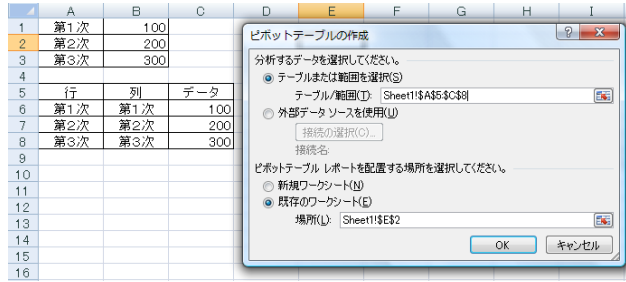 A B C D E F G H I
1 第1次 100
2 第2次 200
3 第3次 300
4
5 行 列 データ
6 第1次 第1次 100
7 第2次 第2次 200
8 第3次 第3次 300
9
10
11
12
13
14
15
16
ピボットテーブルの作成
分析するデータを選択してください。
テーブルまたは範囲を選択(S)
テーブル/範囲(T): Sheet1!$A$5:$C$8
外部データ ソースを使用(U)
接続の選択(C)...
接続名:
ピボットテーブル レポートを配置する場所を選択してください。
新規ワークシート(N)
既存のワークシート(E)
場所(L): Sheet1!$E$2
OK キャンセル